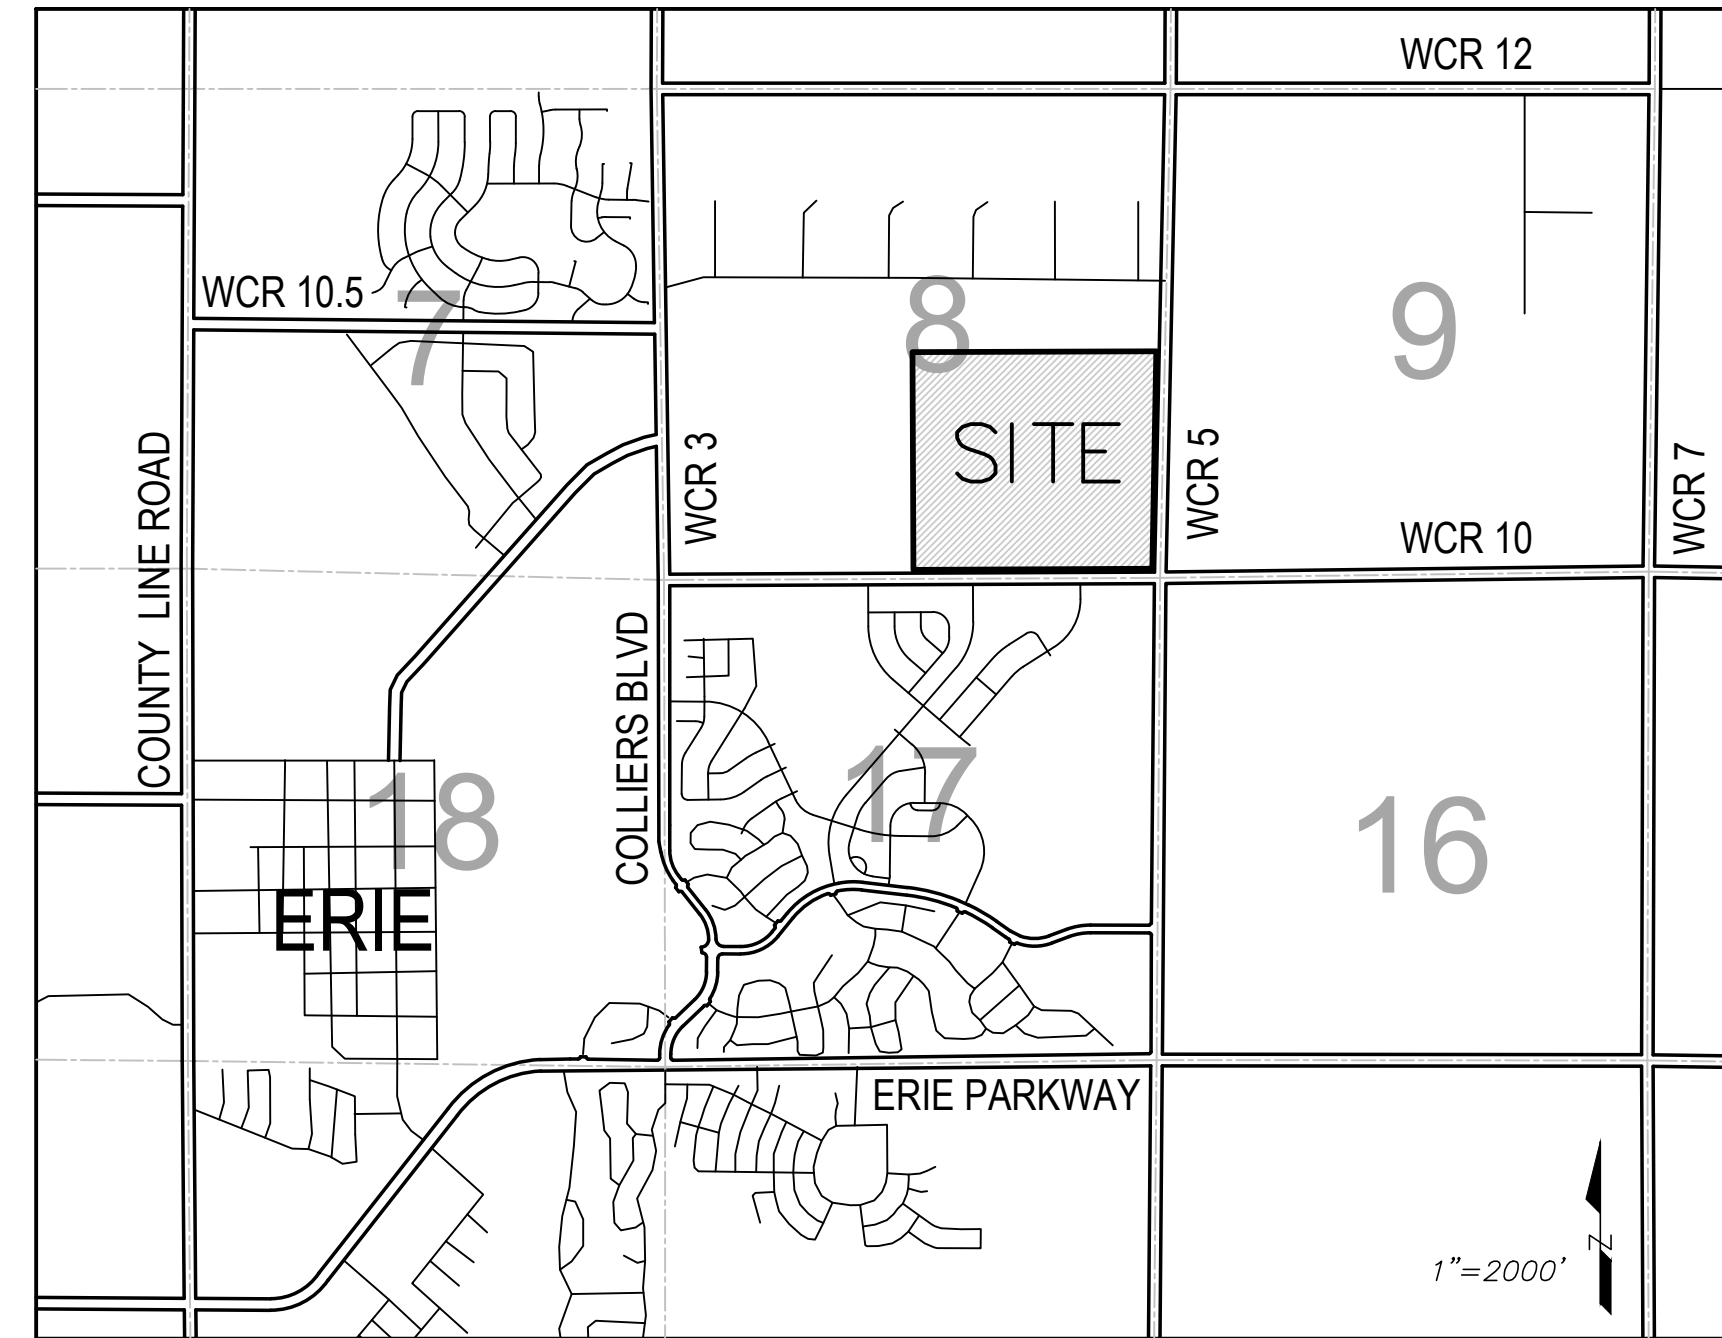 WCR 12
WCR 10.5
7
8
9
SITE
COUNTY LINE ROAD
WCR 3
WCR 5
WCR 7
WCR 10
COLLIERS BLVD
18
17
16
ERIE
ERIE PARKWAY
1"=2000'
N